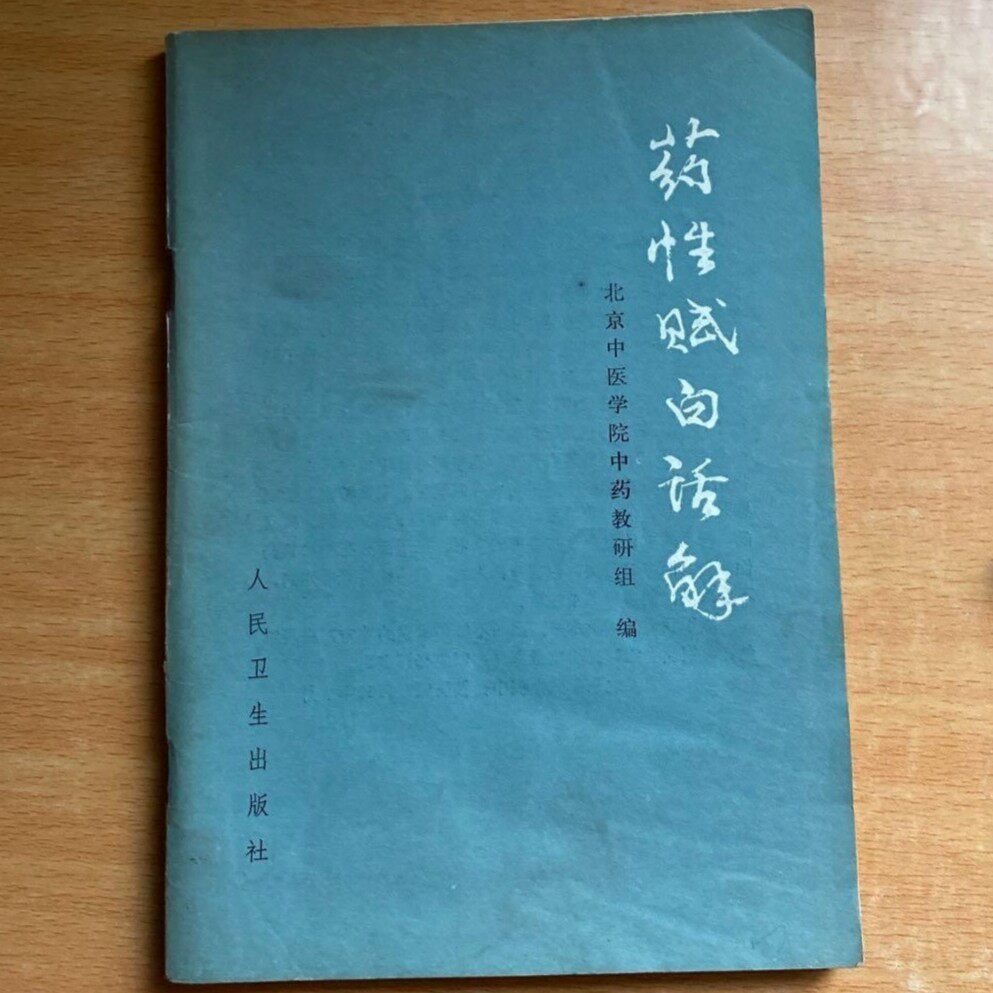 药性赋白话解
北京中医学院中药教研组 编
人民卫生出版社